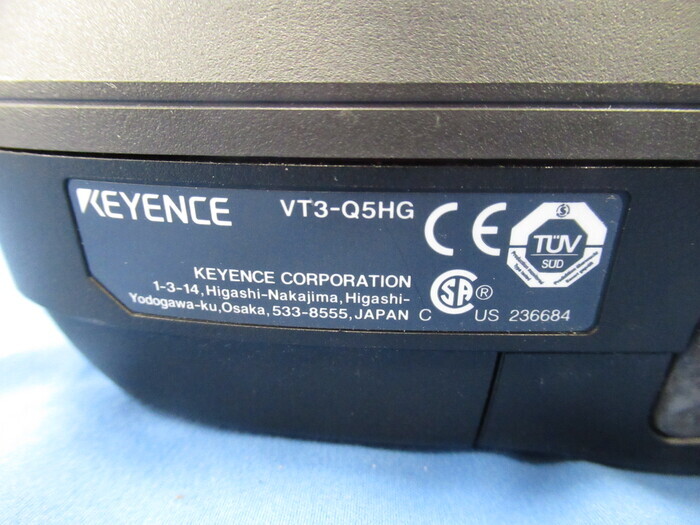 KEYENCE
VT3-Q5HG
CE
TÜV
SÜD
KEYENCE CORPORATION
1-3-14, Higashi-Nakajima, Higashi-
Yodogawa-ku, Osaka, 533-8555, JAPAN
SA ®
C US 236684